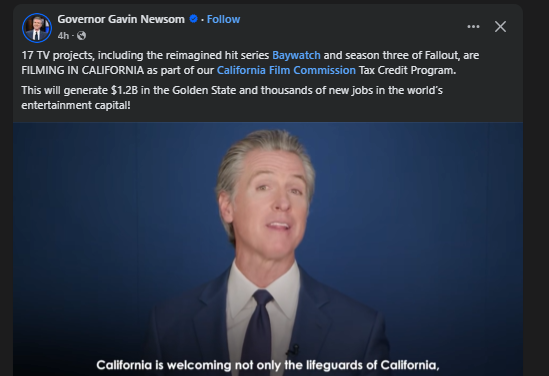 Governor Gavin Newsom · Follow
4h ·
17 TV projects, including the reimagined hit series Baywatch and season three of Fallout, are
FILMING IN CALIFORNIA as part of our California Film Commission Tax Credit Program.
This will generate $1.2B in the Golden State and thousands of new jobs in the world's
entertainment capital!
California is welcoming not only the lifeguards of California,